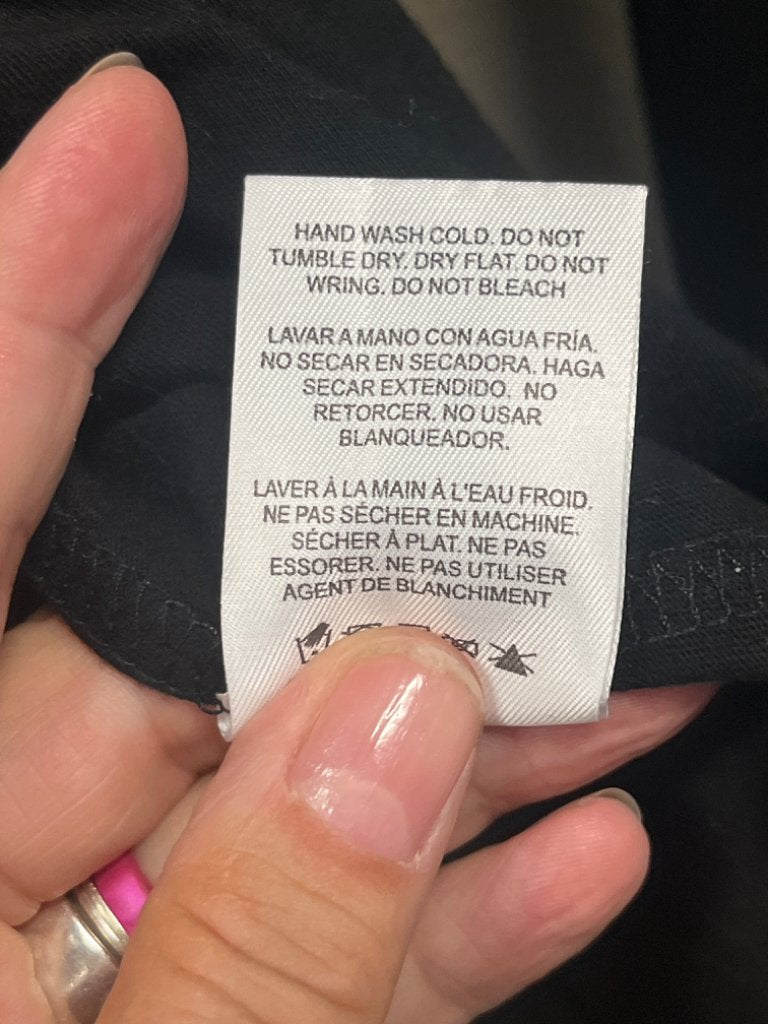 HAND WASH COLD. DO NOT
TUMBLE DRY. DRY FLAT. DO NOT
WRING. DO NOT BLEACH
LAVAR A MANO CON AGUA FRÍA.
NO SECAR EN SECADORA. HAGA
SECAR EXTENDIDO. NO
RETORCER. NO USAR
BLANQUEADOR.
LAVER À LA MAIN À L'EAU FROID.
NE PAS SÉCHER EN MACHINE.
SÉCHER À PLAT. NE PAS
ESSORER. NE PAS UTILISER
AGENT DE BLANCHIMENT